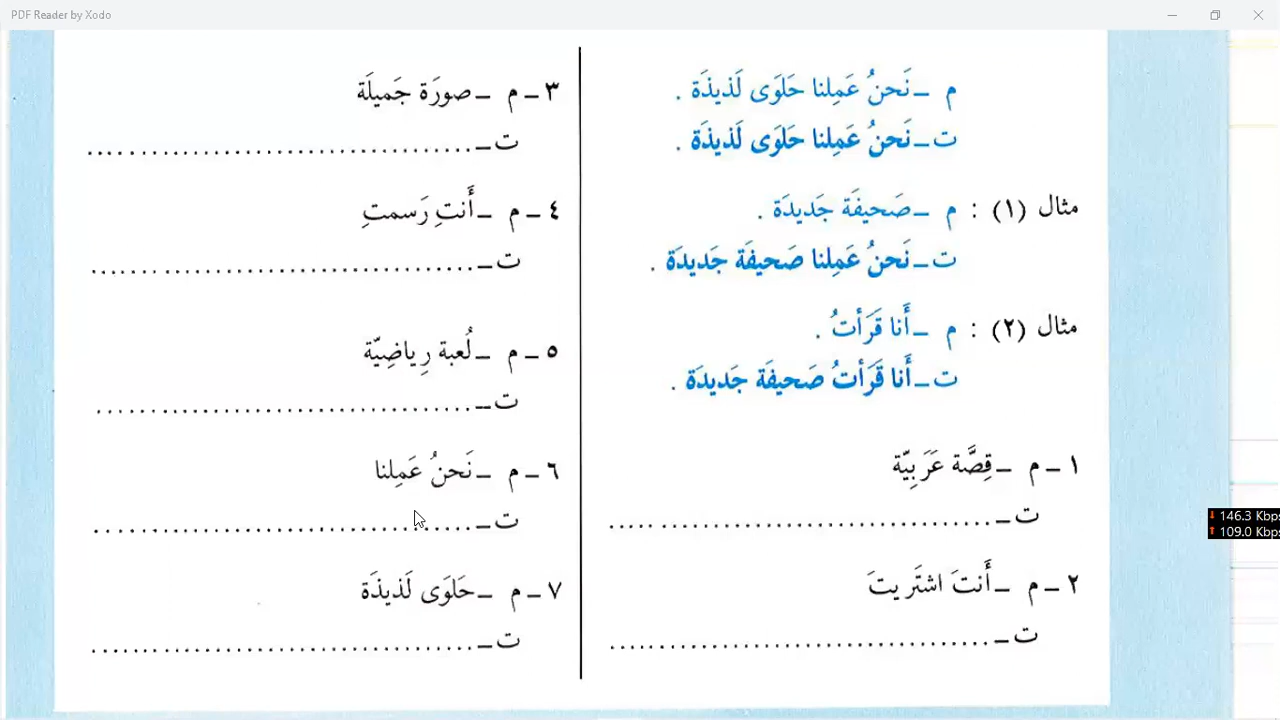 PDF Reader by Xodo
م ـ نَحنُ عَمِلنا حَلوَى لَذيذَة .
ت ـ نَحنُ عَمِلنا حَلوَى لَذيذَة .
مثال (١) : م ـ صَحيفَة جَديدَة .
ت ـ نَحنُ عَمِلنا صَحيفَة جَديدَة .
مثال (٢) : م ـ أَنا قَرَأتُ .
ت ـ أَنا قَرَأتُ صَحيفَة جَديدَة .
١ ـ م ـ قِصَّة عَرَبِيّة
ت ـ ......................................
٢ ـ م ـ أَنتَ اشتَريتَ
ت ـ ......................................
٣ ـ م ـ صورَة جَميلَة
ت ـ ......................................
٤ ـ م ـ أَنتِ رَسمتِ
ت ـ ......................................
٥ ـ م ـ لُعبة رِياضِيّة
ت ـ ......................................
٦ ـ م ـ نَحنُ عَمِلنا
ت ـ ......................................
٧ ـ م ـ حَلوَى لَذيذَة
ت ـ ......................................
146.3 Kbps
109.0 Kbps